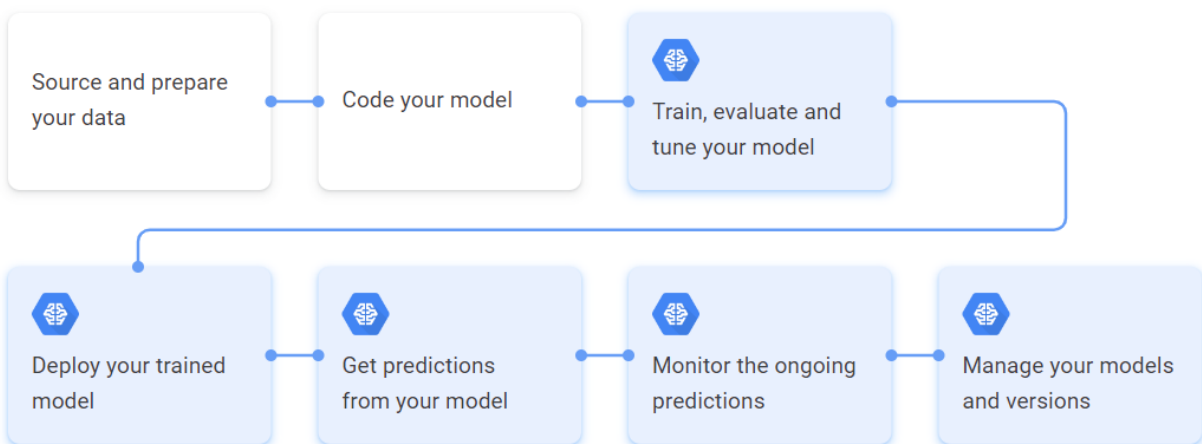 Source and prepare
your data
Code your model
Train, evaluate and
tune your model
Deploy your trained
model
Get predictions
from your model
Monitor the ongoing
predictions
Manage your models
and versions